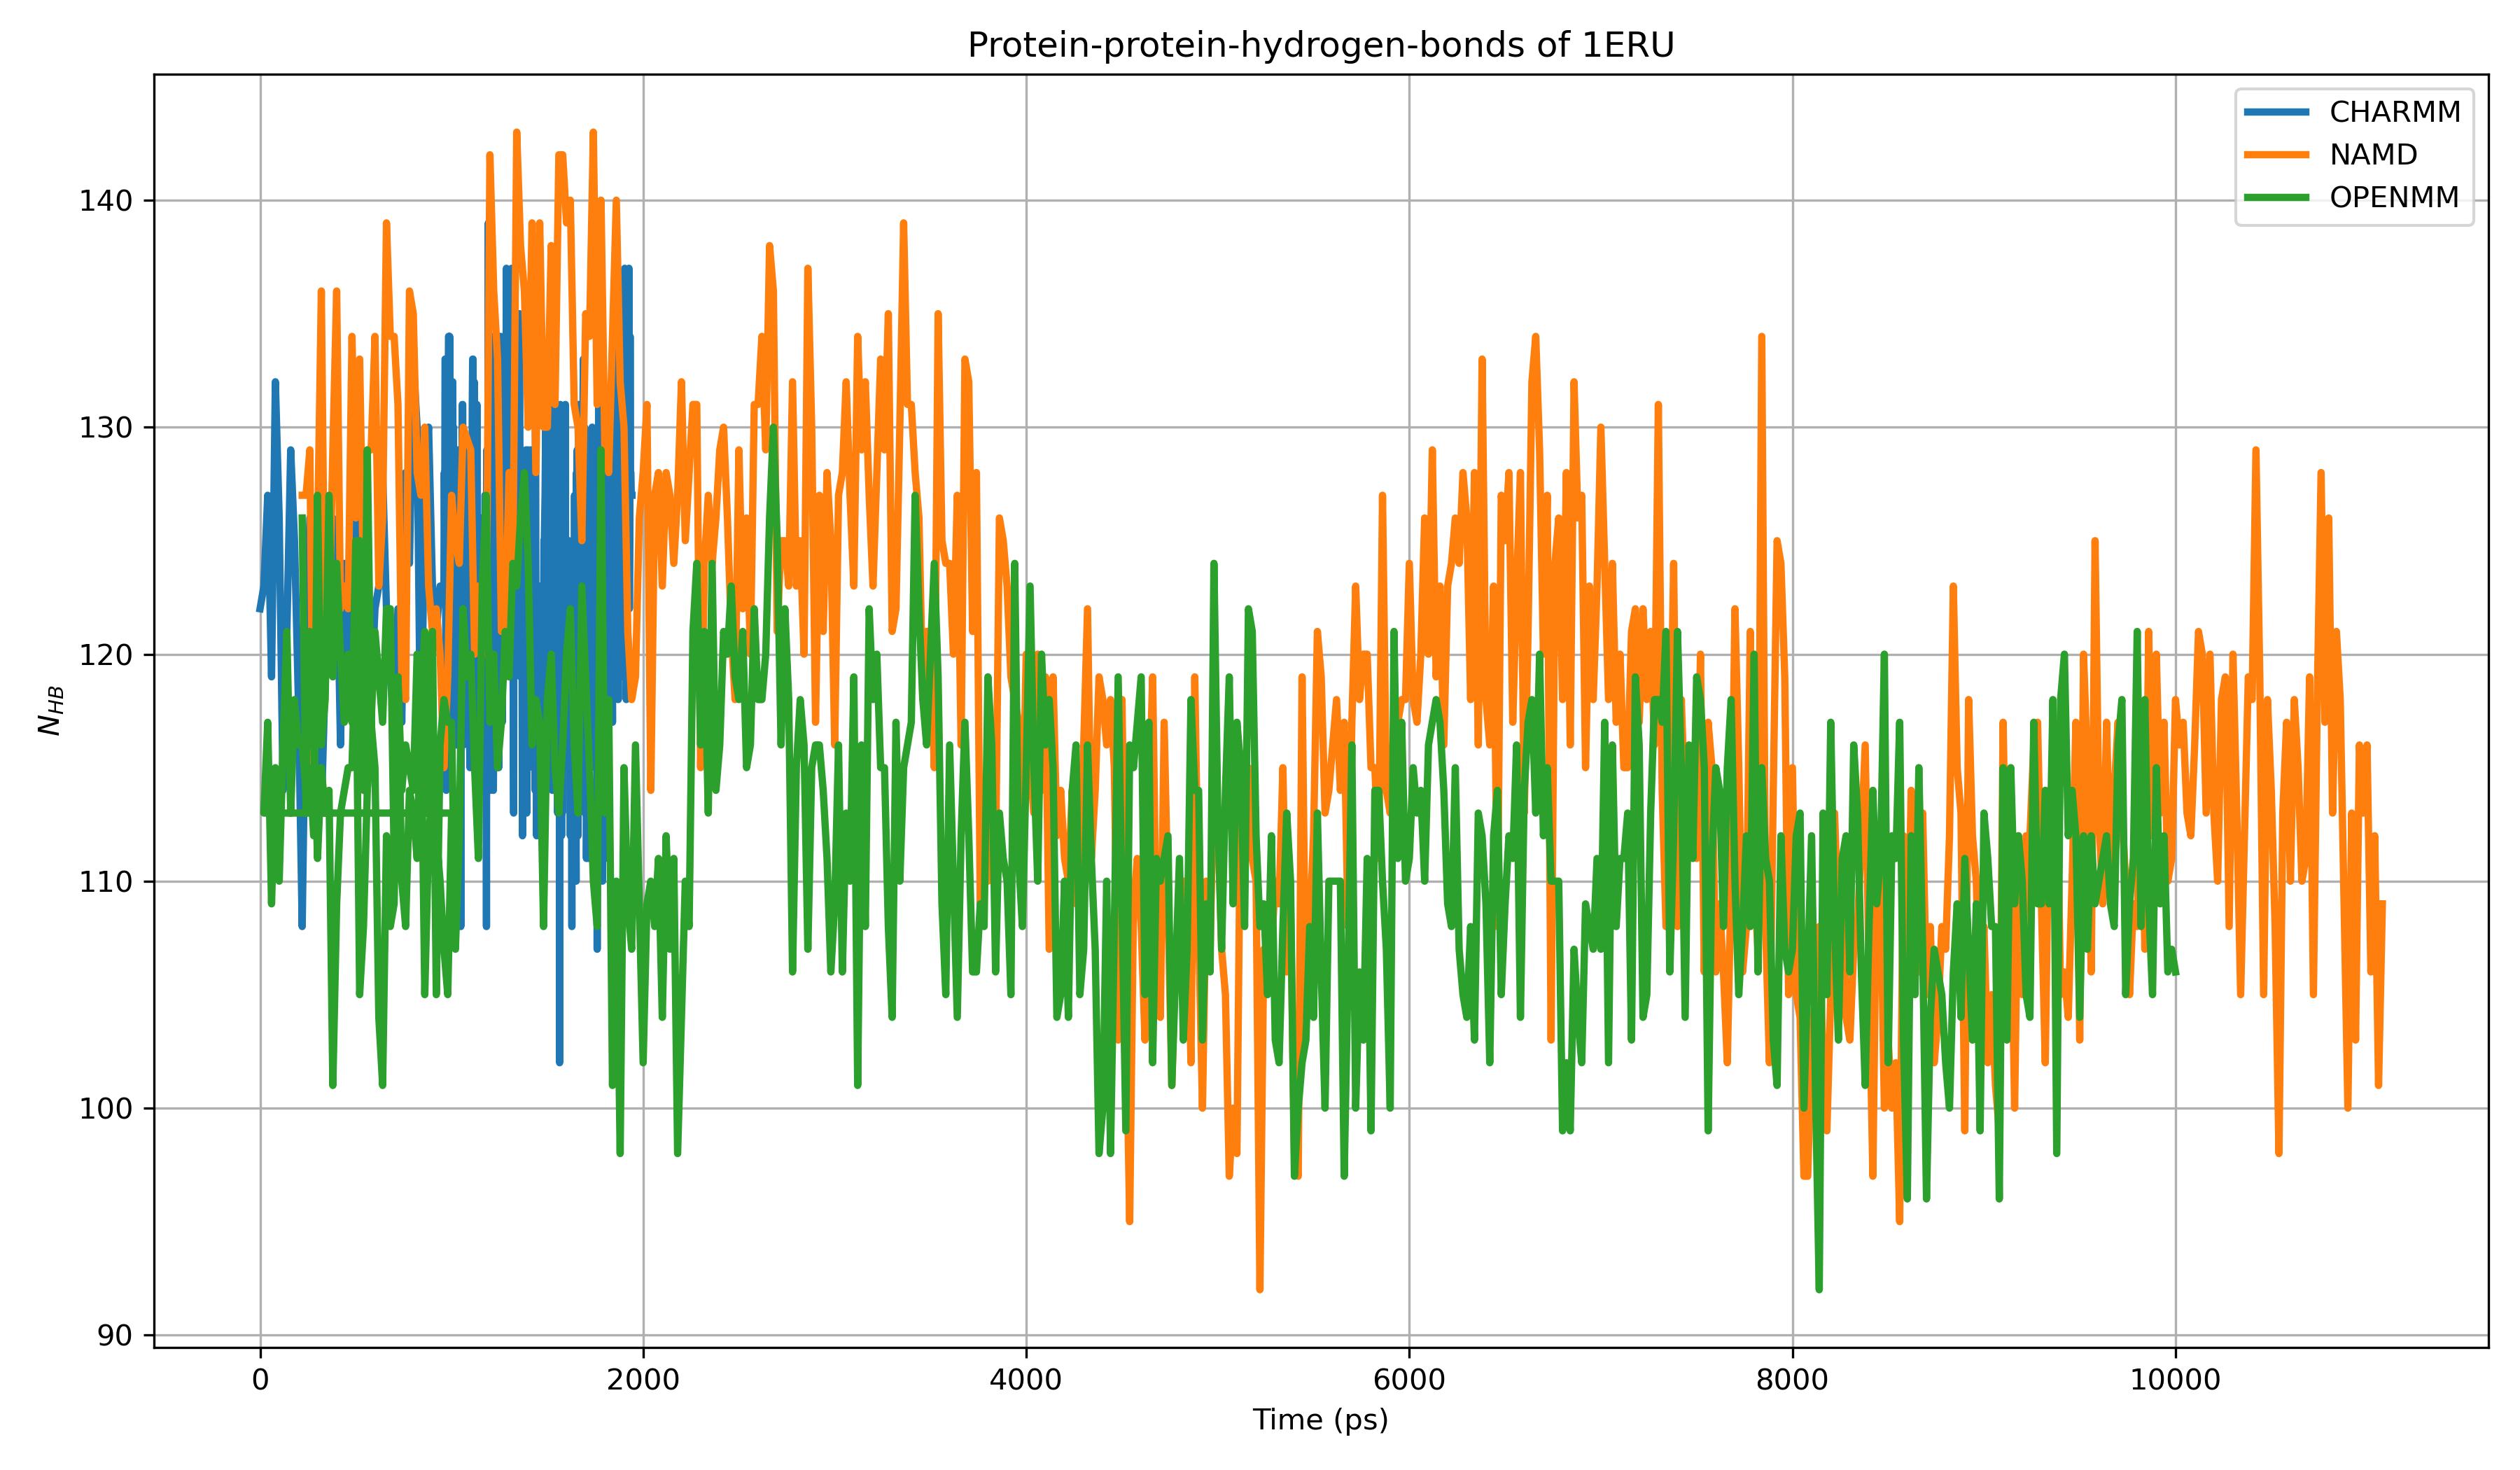 Protein-protein-hydrogen-bonds of 1ERU
CHARMM
NAMD
OPENMM
140
130
120
110
100
90
N_HB
0 2000 4000 6000 8000 10000
Time (ps)